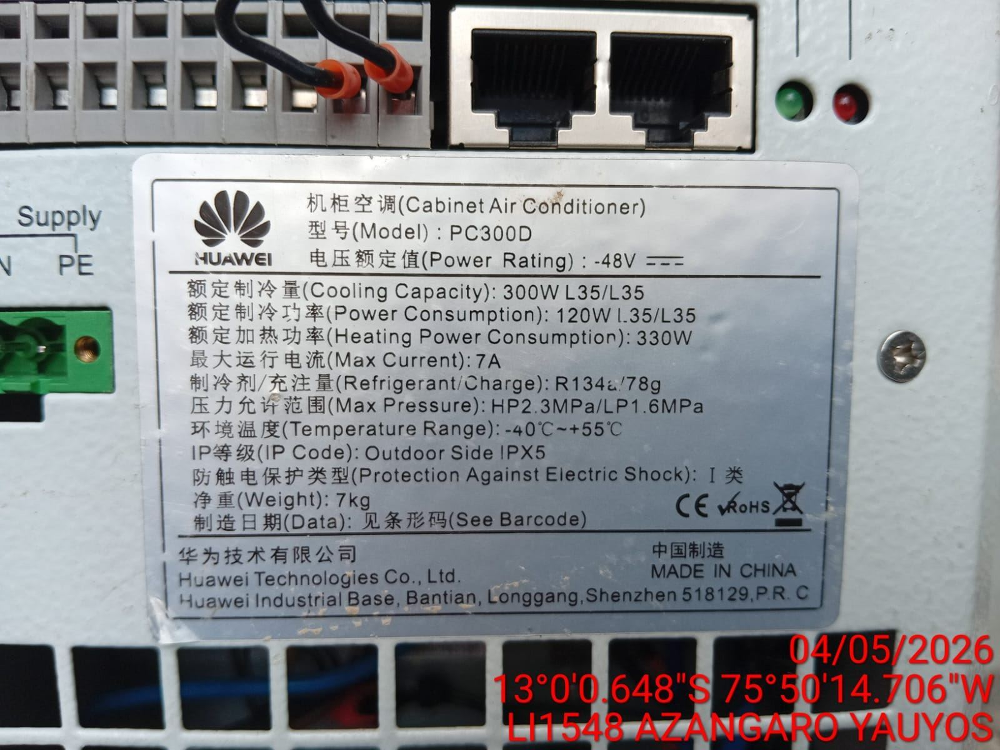 Supply
N PE
HUAWEI
机柜空调(Cabinet Air Conditioner)
型号(Model) : PC300D
电压额定值(Power Rating) : -48V
额定制冷量(Cooling Capacity): 300W L35/L35
额定制冷功率(Power Consumption): 120W L35/L35
额定加热功率(Heating Power Consumption): 330W
最大运行电流(Max Current): 7A
制冷剂/充注量(Refrigerant/Charge): R134a/78g
压力允许范围(Max Pressure): HP2.3MPa/LP1.6MPa
环境温度(Temperature Range): -40℃~+55℃
IP等级(IP Code): Outdoor Side IPX5
防触电保护类型(Protection Against Electric Shock): I 类
净重(Weight): 7kg
CE RoHS
制造日期(Data): 见条形码(See Barcode)
华为技术有限公司
中国制造
Huawei Technologies Co., Ltd.
MADE IN CHINA
Huawei Industrial Base, Bantian, Longgang,Shenzhen 518129,P.R. C
04/05/2026
13°0'0.648"S 75°50'14.706"W
LI1548 AZANGARO YAUYOS